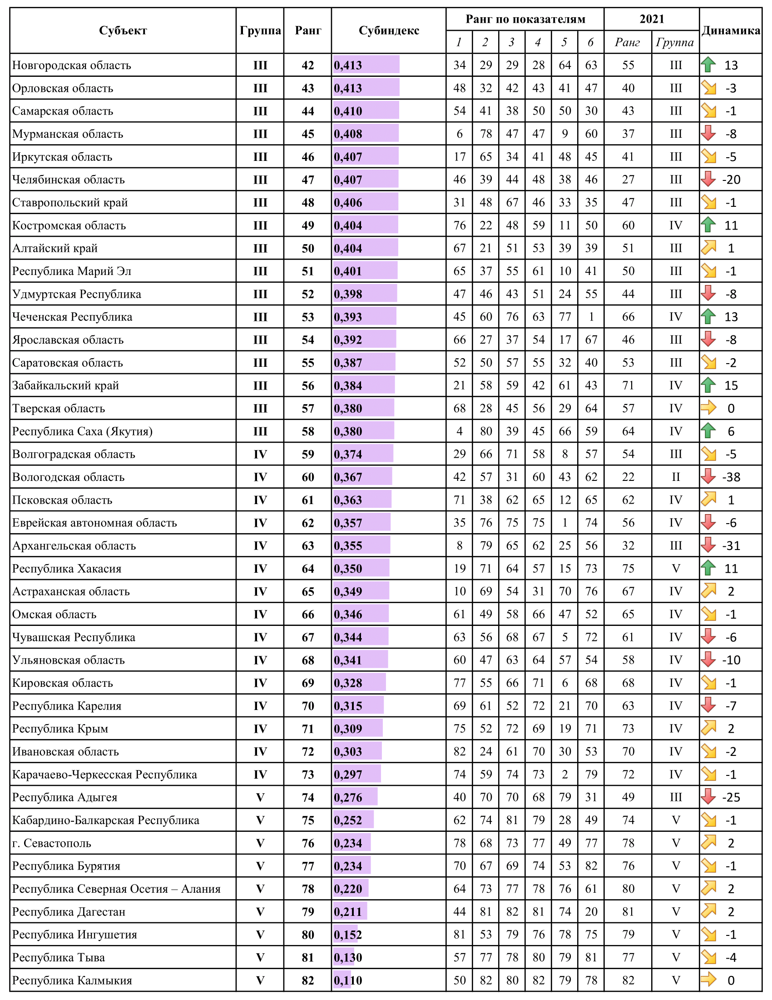 Субъект Группа Ранг Субиндекс Ранг по показателям 2021 Динамика
1 2 3 4 5 6 Ранг Группа
Новгородская область III 42 0,413 34 29 29 28 64 63 55 III 13
Орловская область III 43 0,413 48 32 42 43 41 47 40 III -3
Самарская область III 44 0,410 54 41 38 50 50 30 43 III -1
Мурманская область III 45 0,408 6 78 47 47 9 60 37 III -8
Иркутская область III 46 0,407 17 65 34 41 48 45 41 III -5
Челябинская область III 47 0,407 46 39 44 48 38 46 27 III -20
Ставропольский край III 48 0,406 31 48 67 46 33 35 47 III -1
Костромская область III 49 0,404 76 22 48 59 11 50 60 IV 11
Алтайский край III 50 0,404 67 21 51 53 39 39 51 III 1
Республика Марий Эл III 51 0,401 65 37 55 61 10 41 50 III -1
Удмуртская Республика III 52 0,398 47 46 43 51 24 55 44 III -8
Чеченская Республика III 53 0,393 45 60 76 63 77 1 66 IV 13
Ярославская область III 54 0,392 66 27 37 54 17 67 46 III -8
Саратовская область III 55 0,387 52 50 57 55 32 40 53 III -2
Забайкальский край III 56 0,384 21 58 59 42 61 43 71 IV 15
Тверская область III 57 0,380 68 28 45 56 29 64 57 IV 0
Республика Саха (Якутия) III 58 0,380 4 80 39 45 66 59 64 IV 6
Волгоградская область IV 59 0,374 29 66 71 58 8 57 54 III -5
Вологодская область IV 60 0,367 42 57 31 60 43 62 22 II -38
Псковская область IV 61 0,363 71 38 62 65 12 65 62 IV 1
Еврейская автономная область IV 62 0,357 35 76 75 75 1 74 56 IV -6
Архангельская область IV 63 0,355 8 79 65 62 25 56 32 III -31
Республика Хакасия IV 64 0,350 19 71 64 57 15 73 75 V 11
Астраханская область IV 65 0,349 10 69 54 31 70 76 67 IV 2
Омская область IV 66 0,346 61 49 58 66 47 52 65 IV -1
Чувашская Республика IV 67 0,344 63 56 68 67 5 72 61 IV -6
Ульяновская область IV 68 0,341 60 47 63 64 57 54 58 IV -10
Кировская область IV 69 0,328 77 55 66 71 6 68 68 IV -1
Республика Карелия IV 70 0,315 69 61 52 72 21 70 63 IV -7
Республика Крым IV 71 0,309 75 52 72 69 19 71 73 IV 2
Ивановская область IV 72 0,303 82 24 61 70 30 53 70 IV -2
Карачаево-Черкесская Республика IV 73 0,297 74 59 74 73 2 79 72 IV -1
Республика Адыгея V 74 0,276 40 70 70 68 79 31 49 III -25
Кабардино-Балкарская Республика V 75 0,252 62 74 81 79 28 49 74 V -1
г. Севастополь V 76 0,234 78 68 73 77 49 77 78 V 2
Республика Бурятия V 77 0,234 70 67 69 74 53 82 76 V -1
Республика Северная Осетия – Алания V 78 0,220 64 73 77 78 76 61 80 V 2
Республика Дагестан V 79 0,211 44 81 82 81 74 20 81 V 2
Республика Ингушетия V 80 0,152 81 53 79 76 78 75 79 V -1
Республика Тыва V 81 0,130 57 77 78 80 79 81 77 V -4
Республика Калмыкия V 82 0,110 50 82 80 82 79 78 82 V 0